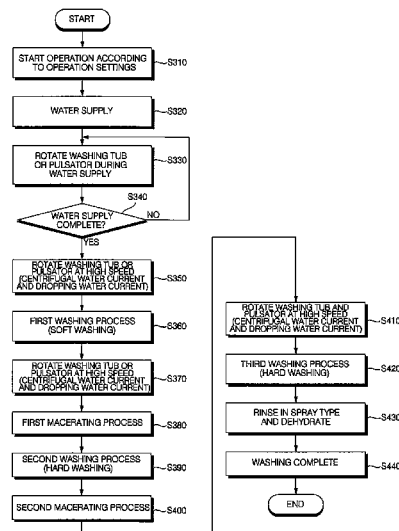 START
START OPERATION ACCORDING
TO OPERATION SETTINGS
S310
WATER SUPPLY
S320
ROTATE WASHING TUB
OR PULSATOR DURING
WATER SUPPLY
S330
S340
WATER SUPPLY
COMPLETE?
NO
YES
ROTATE WASHING TUB OR
PULSATOR AT HIGH SPEED
(CENTRIFUGAL WATER CURRENT
AND DROPPING WATER CURRENT)
S350
FIRST WASHING PROCESS
(SOFT WASHING)
S360
ROTATE WASHING TUB OR
PULSATOR AT HIGH SPEED
(CENTRIFUGAL WATER CURRENT
AND DROPPING WATER CURRENT)
S370
FIRST MACERATING PROCESS
S380
SECOND WASHING PROCESS
(HARD WASHING)
S390
SECOND MACERATING PROCESS
S400
ROTATE WASHING TUB AND
PULSATOR AT HIGH SPEED
(CENTRIFUGAL WATER CURRENT
AND DROPPING WATER CURRENT)
S410
THIRD WASHING PROCESS
(HARD WASHING)
S420
RINSE IN SPRAY TYPE
AND DEHYDRATE
S430
WASHING COMPLETE
S440
END